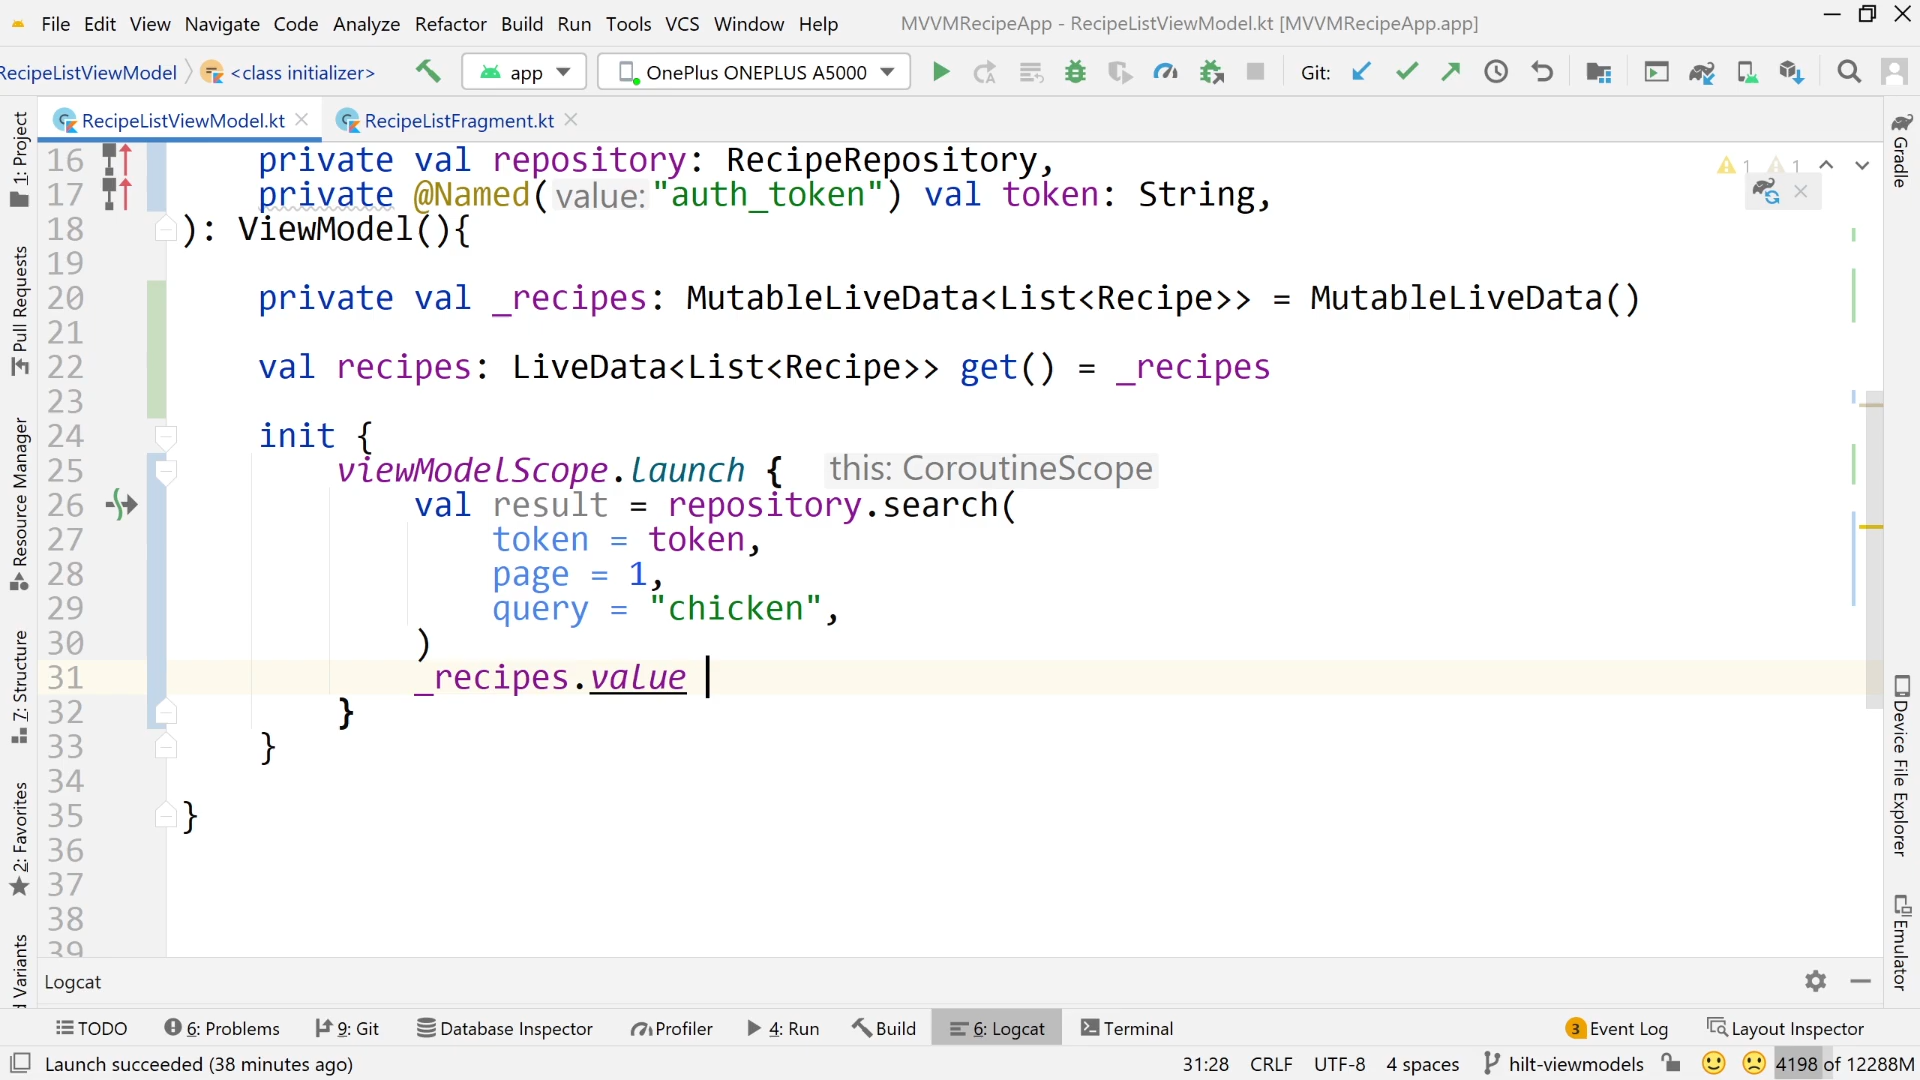 File Edit View Navigate Code Analyze Refactor Build Run Tools VCS Window Help MVVMRecipeApp - RecipeListViewModel.kt [MVVMRecipeApp.app]
RecipeListViewModel <class initializer> app OnePlus ONEPLUS A5000 Git:
RecipeListViewModel.kt RecipeListFragment.kt
16 private val repository: RecipeRepository,
17 private @Named( value: "auth_token") val token: String,
18 ): ViewModel(){
19
20 private val _recipes: MutableLiveData<List<Recipe>> = MutableLiveData()
21
22 val recipes: LiveData<List<Recipe>> get() = _recipes
23
24 init {
25 viewModelScope.launch { this: CoroutineScope
26 val result = repository.search(
27 token = token,
28 page = 1,
29 query = "chicken",
30 )
31 _recipes.value
32 }
33 }
34
35 }
36
37
38
39
1 1
1: Project
Pull Requests
Resource Manager
7: Structure
2: Favorites
Variants
Gradle
Device File Explorer
Emulator
Logcat
TODO 6: Problems 9: Git Database Inspector Profiler 4: Run Build 6: Logcat Terminal 3 Event Log Layout Inspector
Launch succeeded (38 minutes ago) 31:28 CRLF UTF-8 4 spaces hilt-viewmodels 4198 of 12288M